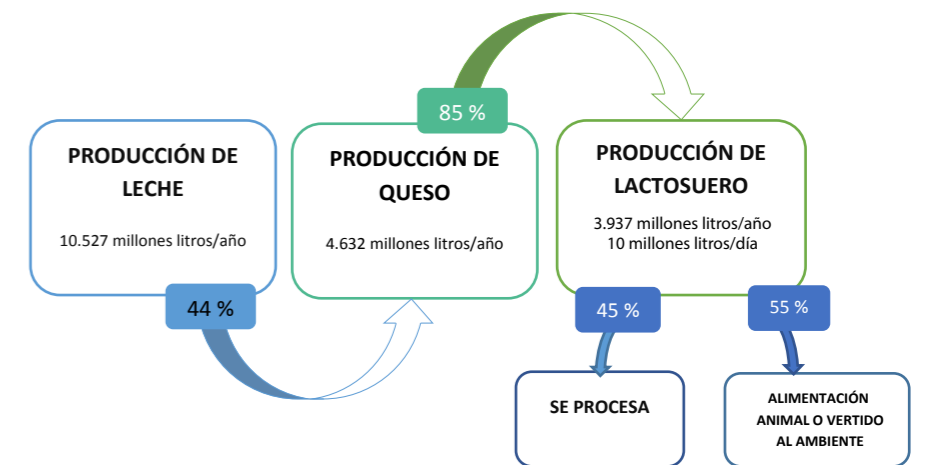 85 %
PRODUCCIÓN DE
LECHE
10.527 millones litros/año
44 %
PRODUCCIÓN DE
QUESO
4.632 millones litros/año
PRODUCCIÓN DE
LACTOSUERO
3.937 millones litros/año
10 millones litros/día
45 %
55 %
SE PROCESA
ALIMENTACIÓN
ANIMAL O VERTIDO
AL AMBIENTE